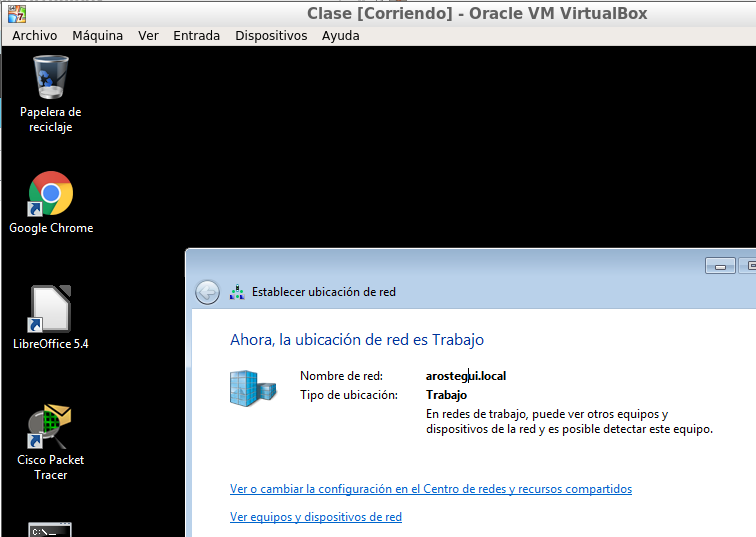 Clase [Corriendo] - Oracle VM VirtualBox
Archivo Máquina Ver Entrada Dispositivos Ayuda
Papelera de
reciclaje
Google Chrome
LibreOffice 5.4
Cisco Packet
Tracer
C:\_
Establecer ubicación de red
Ahora, la ubicación de red es Trabajo
Nombre de red: arostegui.local
Tipo de ubicación: Trabajo
En redes de trabajo, puede ver otros equipos y
dispositivos de la red y es posible detectar este equipo.
Ver o cambiar la configuración en el Centro de redes y recursos compartidos
Ver equipos y dispositivos de red